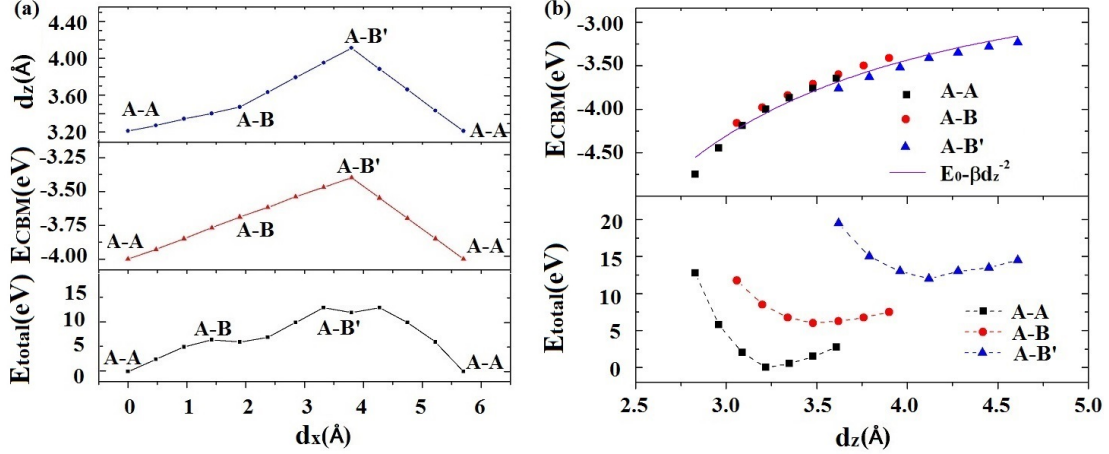 (a)
dz(Å)
4.40
4.00
3.60
3.20
A-A
A-B
A-B'
A-A
ECBM(eV)
-3.25
-3.50
-3.75
-4.00
A-A
A-B
A-B'
A-A
Etotal(eV)
15
10
5
0
A-A
A-B
A-B'
A-A
0 1 2 3 4 5 6
dx(Å)
(b)
ECBM(eV)
-3.00
-3.50
-4.00
-4.50
A-A
A-B
A-B'
E0-βdz-2
Etotal(eV)
20
15
10
5
0
A-A
A-B
A-B'
2.5 3.0 3.5 4.0 4.5 5.0
dz(Å)